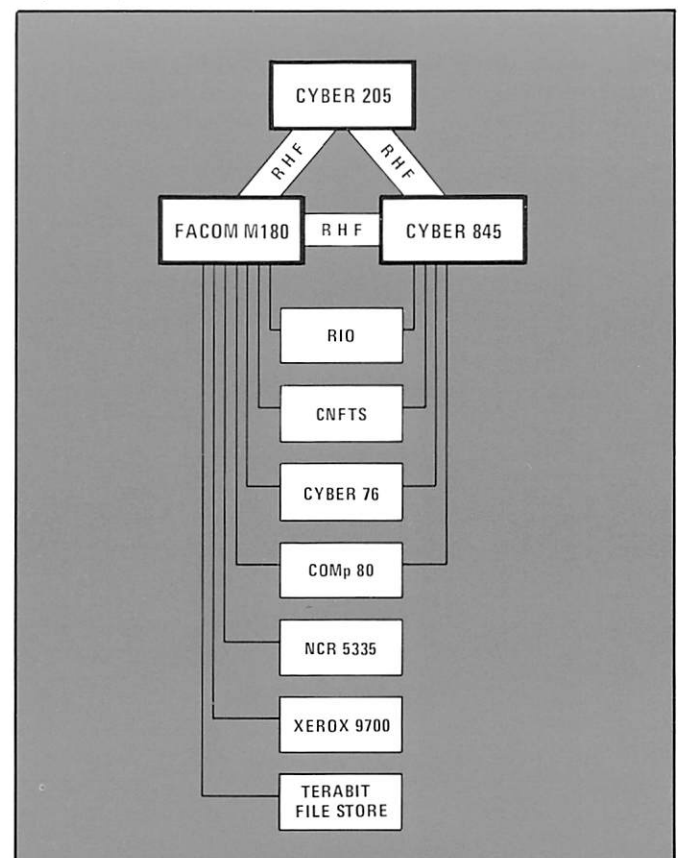 CYBER 205
RHF
RHF
FACOM M180
RHF
CYBER 845
RIO
CNFTS
CYBER 76
COMp 80
NCR 5335
XEROX 9700
TERABIT
FILE STORE